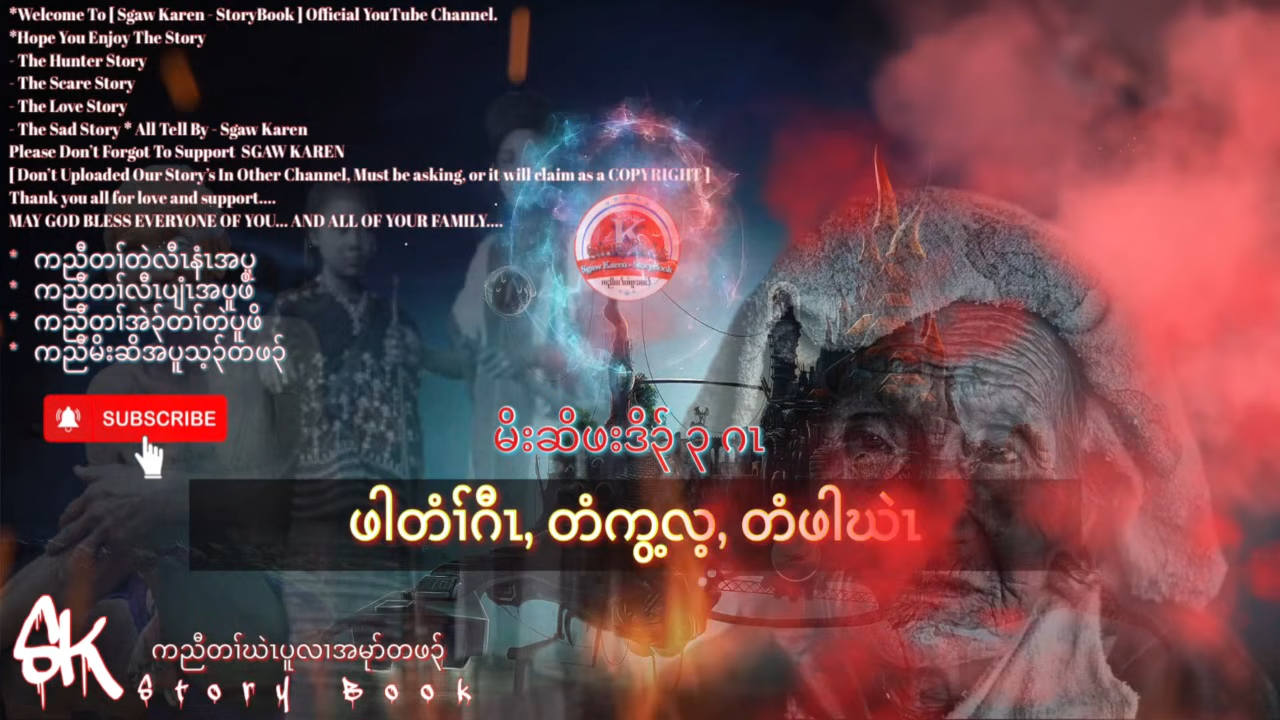 *Welcome To [ Sgaw Karen - StoryBook ] Official YouTube Channel.
*Hope You Enjoy The Story
- The Hunter Story
- The Scare Story
- The Love Story
- The Sad Story * All Tell By - Sgaw Karen
Please Don't Forgot To Support SGAW KAREN
[ Don't Uploaded Our Story's In Other Channel, Must be asking, or it will claim as a COPYRIGHT ]
Thank you all for love and support....
MAY GOD BLESS EVERYONE OF YOU... AND ALL OF YOUR FAMILY....
* ကညီတၢ်တဲလီၤနံၤအပူ
* ကညီတၢ်လီၤပျံၤအပူဖိ
* ကညီတၢ်အဲၣ်တၢ်တဲပူဖိ
* ကညီမိးဆိအပူသ့ၣ်တဖၣ်
K
Sgaw Karen - StoryBook
SUBSCRIBE
မိးဆိဖးဒိၣ် ၃ ဂၤ
ဖါတံၢ်ဂီၤ, တံကွ့လ့, တံဖါဃဲၤ
SK
ကညီတၢ်ဃဲၤပူလၢအမှာ်တဖၣ်
Story Book